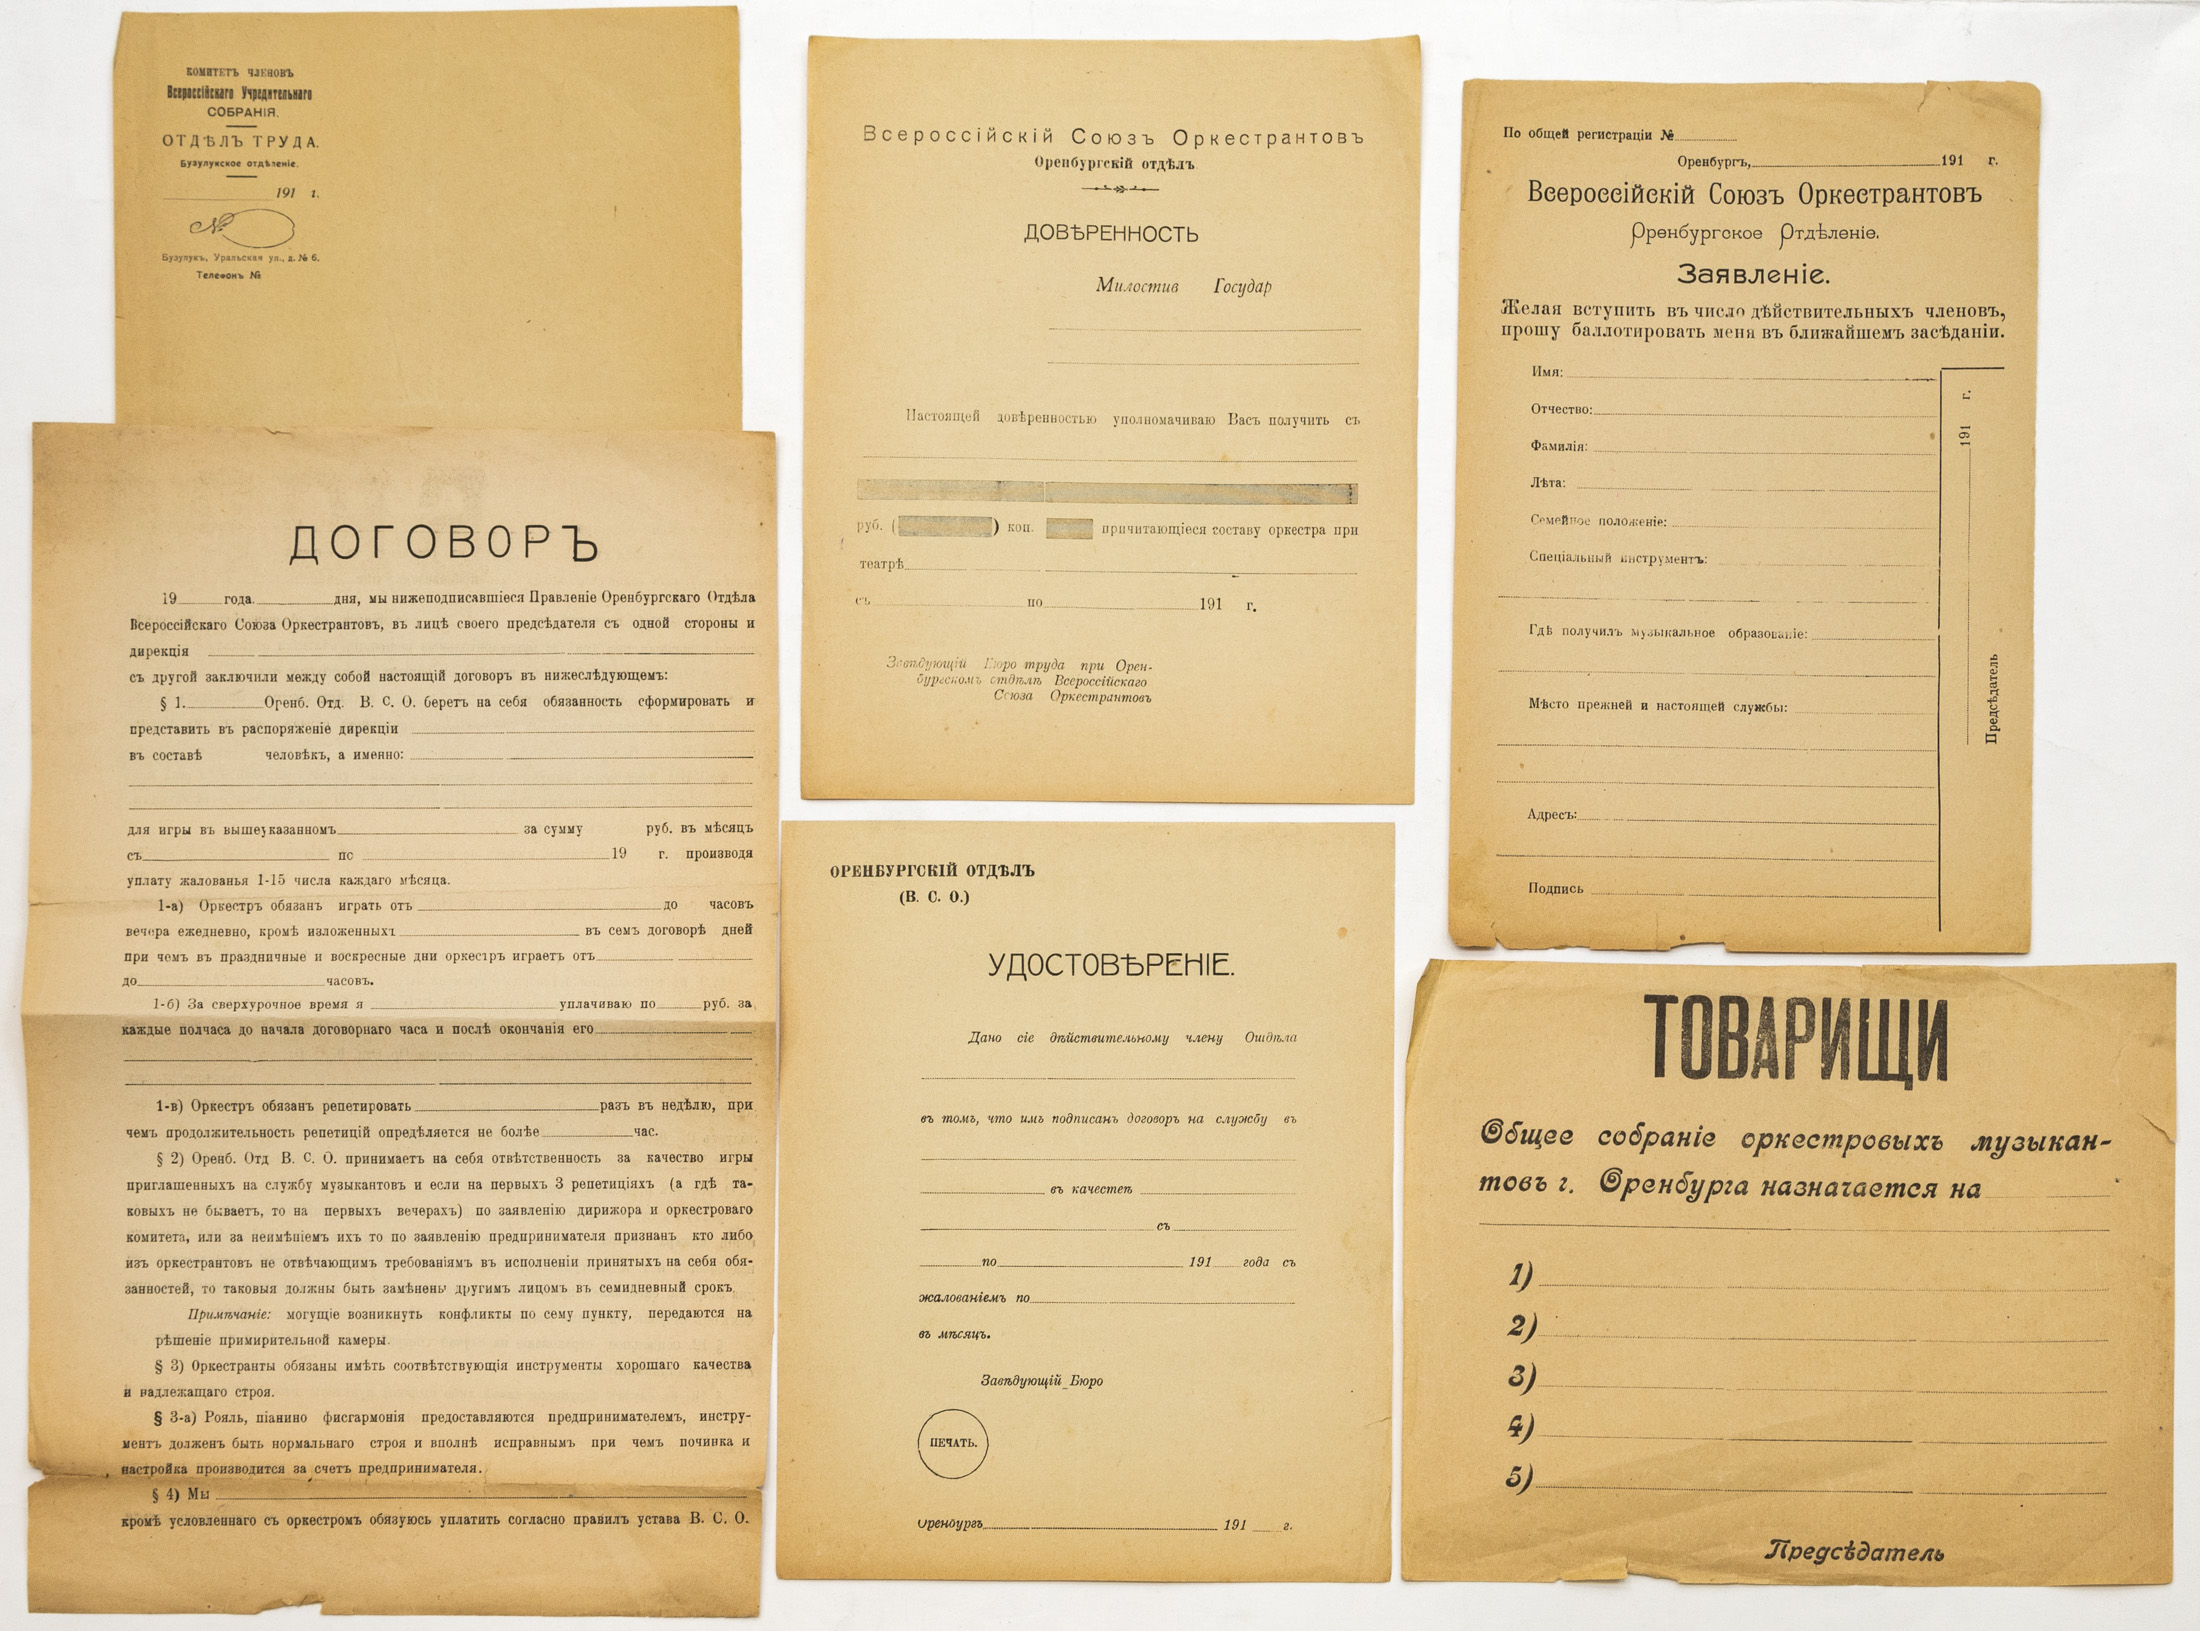 КОМИТЕТЪ ЧЛЕНОВЪ
Всероссійскаго Учредительнаго
СОБРАНІЯ.
ОТДѢЛЪ ТРУДА.
Бузулукское отдѣленіе.
191 г.
№
Бузулукъ, Уральская ул., д. № 6.
Телефонъ №
ДОГОВОРЪ
19 года. дня, мы нижеподписавшіеся Правленіе Оренбургскаго Отдѣла
Всероссійскаго Союза Оркестрантовъ, въ лицѣ своего предсѣдателя съ одной стороны и
дирекція
съ другой заключили между собой настоящій договоръ въ нижеслѣдующемъ:
§ 1. Оренб. Отд. В. С. О. беретъ на себя обязанность сформировать и
представить въ распоряженіе дирекціи
въ составѣ человѣкъ, а именно:
для игры въ вышеуказанномъ за сумму руб. въ мѣсяцъ
съ по 19 г. производя
уплату жалованья 1-15 числа каждаго мѣсяца.
1-а) Оркестръ обязанъ играть отъ до часовъ
вечера ежедневно, кромѣ изложенныхъ въ семъ договорѣ дней
при чемъ въ праздничные и воскресные дни оркестръ играетъ отъ
до часовъ.
1-б) За сверхурочное время я уплачиваю по руб. за
каждые полчаса до начала договорнаго часа и послѣ окончанія его
1-в) Оркестръ обязанъ репетировать разъ въ недѣлю, при
чемъ продолжительность репетицій опредѣляется не болѣе час.
§ 2) Оренб. Отд В. С. О. принимаетъ на себя отвѣтственность за качество игры
приглашенныхъ на службу музыкантовъ и если на первыхъ 3 репетиціяхъ (а гдѣ та-
ковыхъ не бываетъ, то на первыхъ вечерахъ) по заявленію дирижора и оркестроваго
комитета, или за неимѣніемъ ихъ то по заявленію предпринимателя признанъ кто либо
изъ оркестрантовъ не отвѣчающимъ требованіямъ въ исполненіи принятыхъ на себя обя-
занностей, то таковыя должны быть замѣнены другимъ лицомъ въ семидневный срокъ.
Примѣчаніе: могущіе возникнуть конфликты по сему пункту, передаются на
рѣшеніе примирительной камеры.
§ 3) Оркестранты обязаны имѣть соотвѣтствующія инструменты хорошаго качества
и надлежащаго строя.
§ 3-а) Рояль, піанино фисгармонія предоставляются предпринимателемъ, инстру-
ментъ долженъ быть нормальнаго строя и вполнѣ исправнымъ при чемъ починка и
настройка производится за счетъ предпринимателя.
§ 4) Мы
кромѣ условленнаго съ оркестромъ обязуюсь уплатить согласно правилъ устава В. С. О.
Всероссійскій Союзъ Оркестрантовъ
Оренбургскій отдѣлъ
ДОВѢРЕННОСТЬ
Милостив Государ
Настоящей довѣренностью уполномачиваю Васъ получить съ
руб. ( ) коп. причитающіеся составу оркестра при
театрѣ
съ по 191 г.
Завѣдующій Бюро труда при Орен-
бургскомъ отдѣлѣ Всероссійскаго
Союза Оркестрантовъ
ОРЕНБУРГСКІЙ ОТДѢЛЪ
(В. С. О.)
УДОСТОВѢРЕНІЕ.
Дано сіе дѣйствительному члену Отдѣла
въ томъ, что имъ подписанъ договоръ на службу въ
въ качествѣ
съ
по 191 года съ
жалованіемъ по
въ мѣсяцъ.
Завѣдующій Бюро
ПЕЧАТЬ.
Оренбургъ 191 г.
По общей регистраціи №
Оренбургъ, 191 г.
Всероссійскій Союзъ Оркестрантовъ
Оренбургское Отдѣленіе.
Заявленіе.
Желая вступить въ число дѣйствительныхъ членовъ,
прошу баллотировать меня въ ближайшемъ засѣданіи.
Имя:
Отчество:
Фамилія:
Лѣта:
Семейное положеніе:
Спеціальный инструментъ:
Гдѣ получилъ музыкальное образованіе:
Мѣсто прежней и настоящей службы:
Адресъ:
Подпись
191 г.
Предсѣдатель
ТОВАРИЩИ
Общее собраніе оркестровыхъ музыкан-
товъ г. Оренбурга назначается на
1)
2)
3)
4)
5)
Предсѣдатель